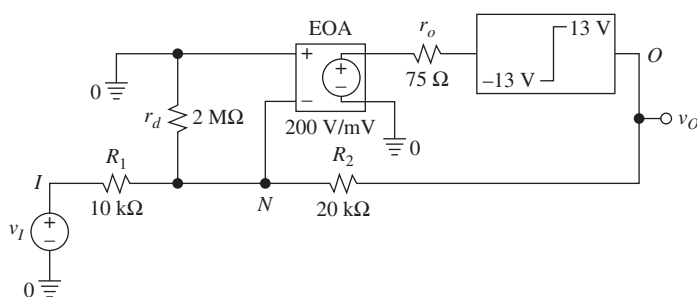 EOA
r_o
13 V
O
+
+
−
−13 V
75 Ω
0
r_d
2 MΩ
−
200 V/mV
0
v_O
R_1
R_2
I
10 kΩ
N
20 kΩ
v_I
+
−
0